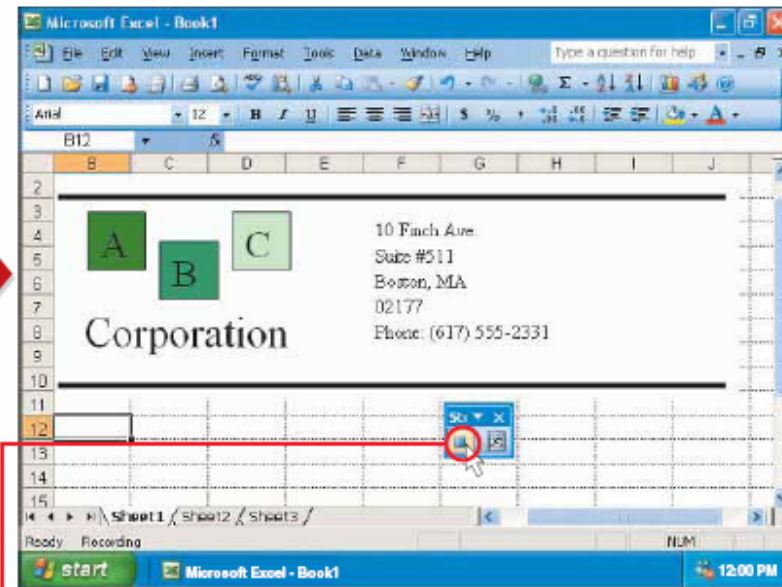 Microsoft Excel - Book1
File Edit View Insert Format Tools Data Window Help Type a question for help
Arial 12 B I U $ % ,
B12 fx
B C D E F G H I J
2
3
4
5
6
7
8
9
10
11
12
13
14
15
A
B
C
Corporation
10 Finch Ave
Suite #511
Boston, MA
02177
Phone: (617) 555-2331
Sto
Sheet1 / Sheet2 / Sheet3 /
Ready Recording NUM
start Microsoft Excel - Book1 12:00 PM